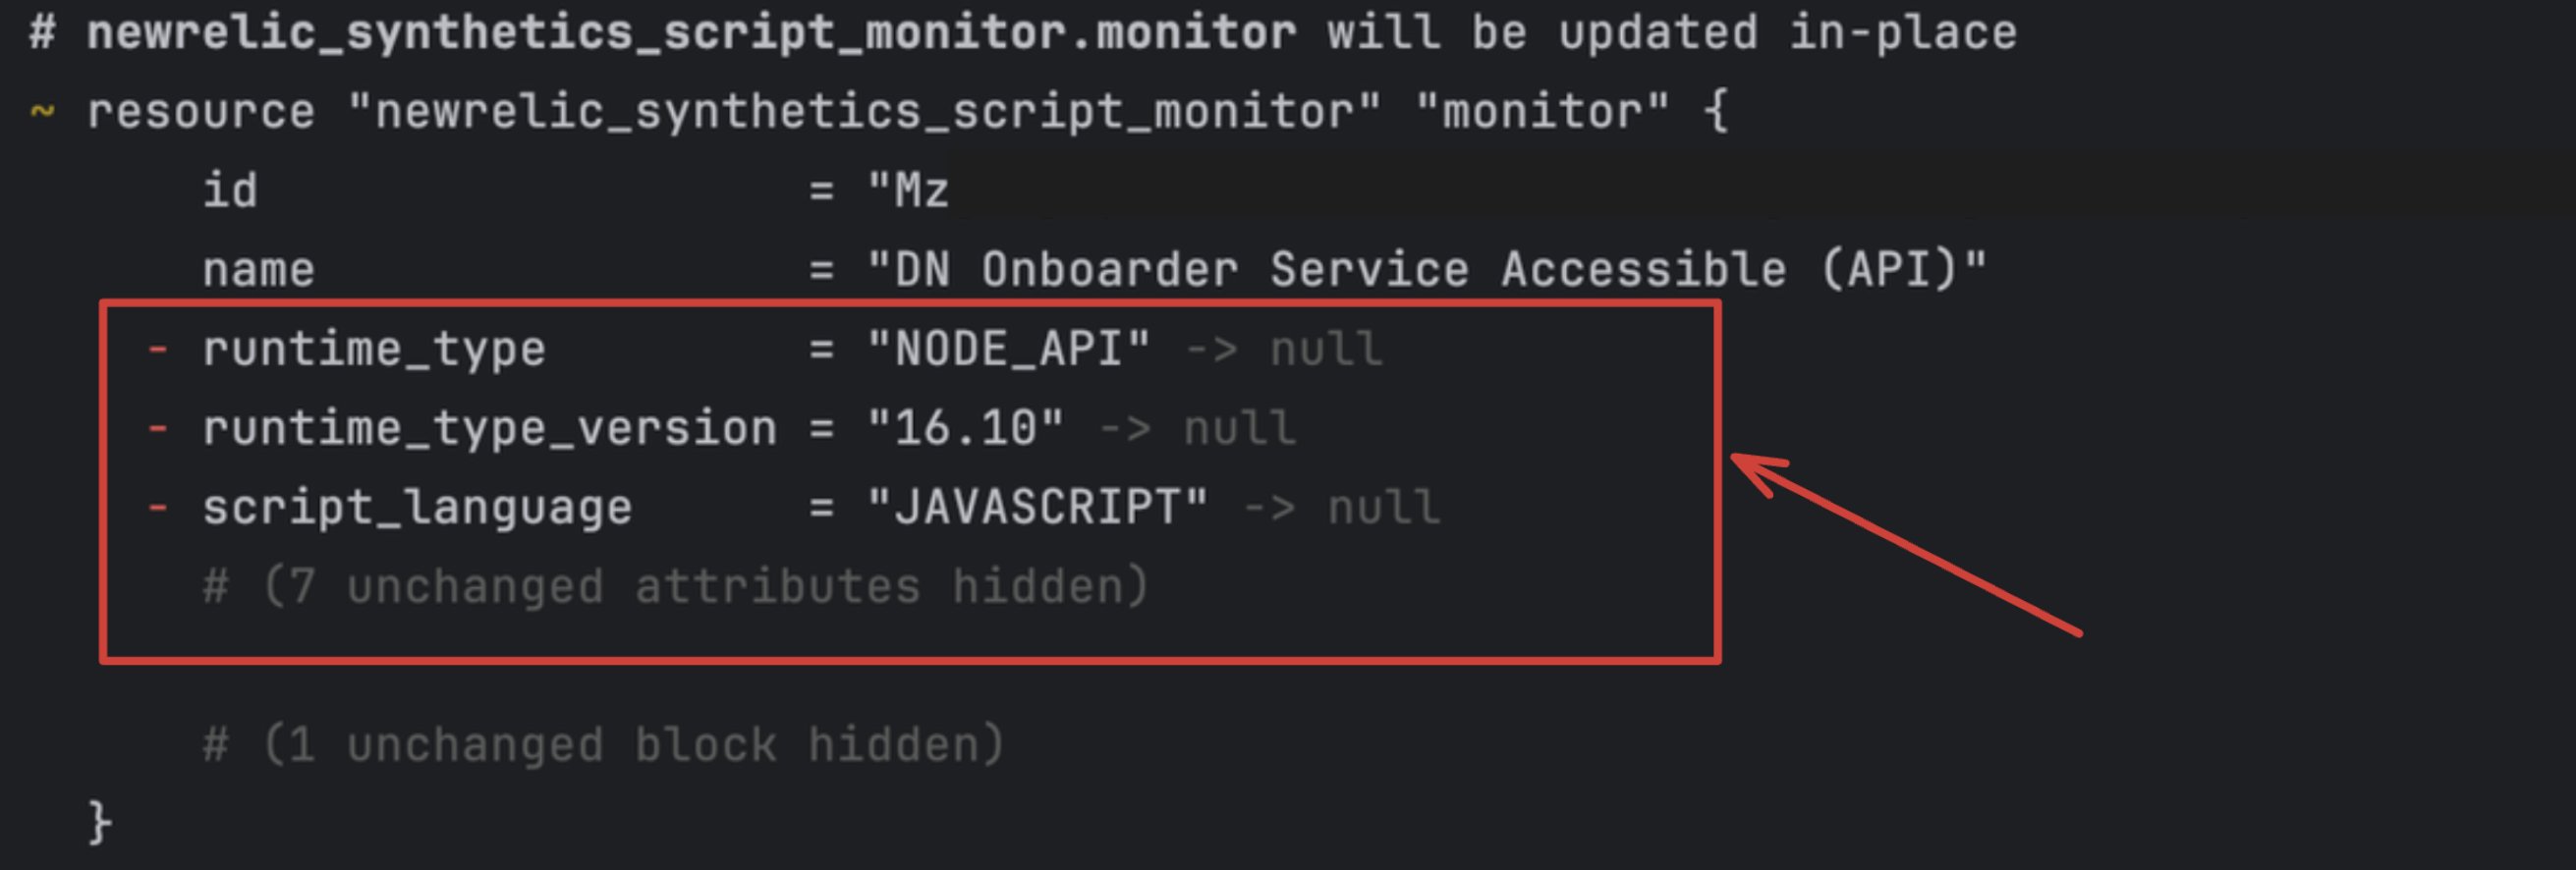 # newrelic_synthetics_script_monitor.monitor will be updated in-place
~ resource "newrelic_synthetics_script_monitor" "monitor" {
id = "Mz
name = "DN Onboarder Service Accessible (API)"
- runtime_type = "NODE_API" -> null
- runtime_type_version = "16.10" -> null
- script_language = "JAVASCRIPT" -> null
# (7 unchanged attributes hidden)
# (1 unchanged block hidden)
}